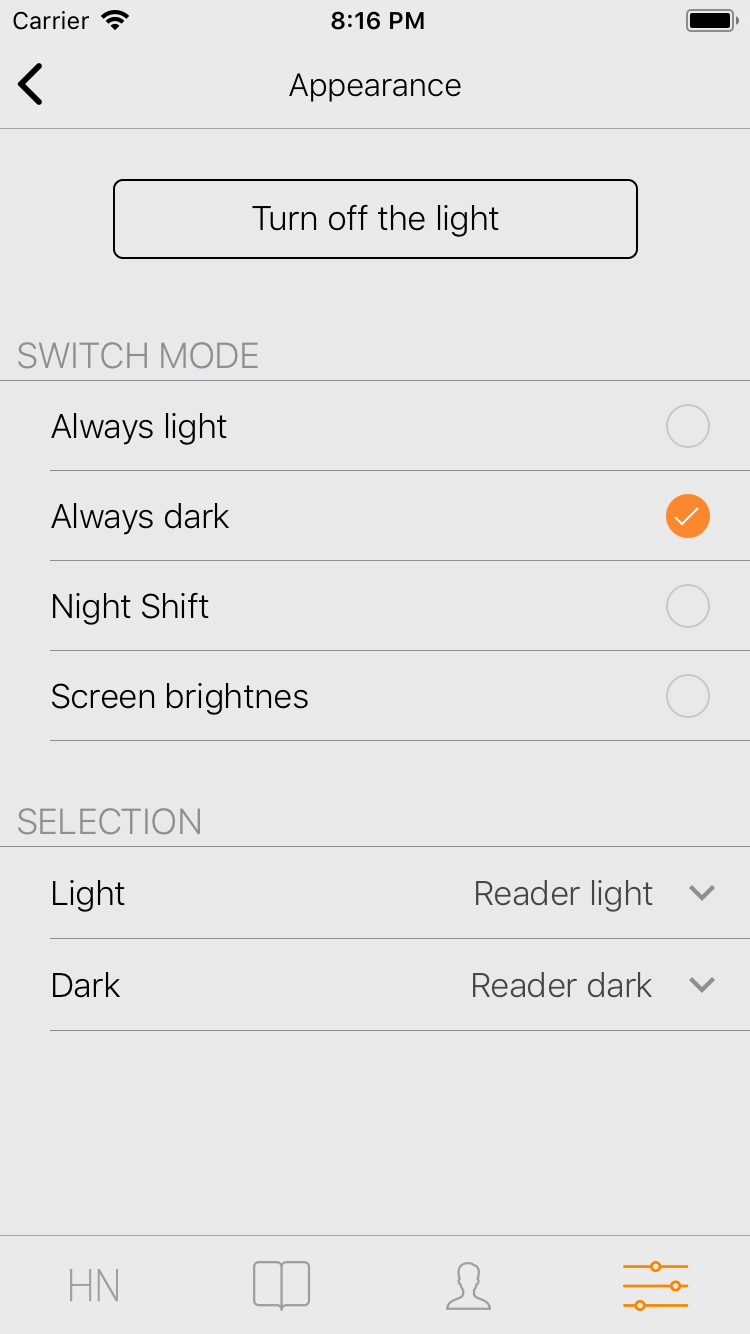 Carrier 8:16 PM
Appearance
Turn off the light
SWITCH MODE
Always light
Always dark
Night Shift
Screen brightnes
SELECTION
Light Reader light
Dark Reader dark
HN